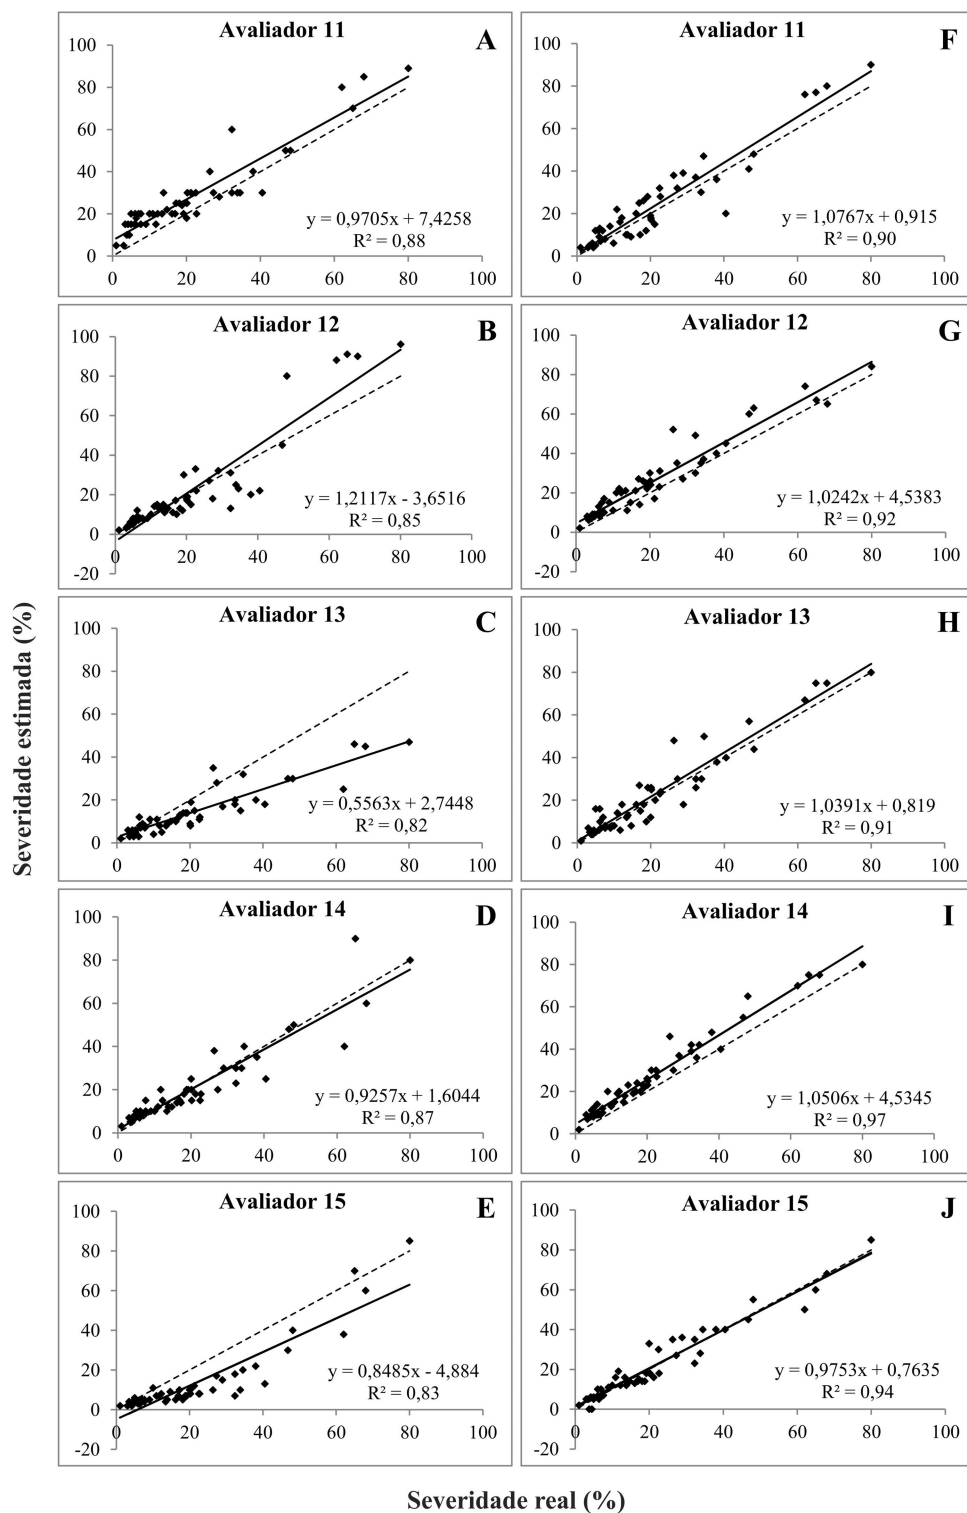 Avaliador 11
A
100
80
60
40
20
0
0 20 40 60 80 100
y = 0,9705x + 7,4258
R² = 0,88
Avaliador 11
F
100
80
60
40
20
0
0 20 40 60 80 100
y = 1,0767x + 0,915
R² = 0,90
Avaliador 12
B
100
80
60
40
20
0
-20
0 20 40 60 80 100
y = 1,2117x - 3,6516
R² = 0,85
Avaliador 12
G
100
80
60
40
20
0
-20
0 20 40 60 80 100
y = 1,0242x + 4,5383
R² = 0,92
Avaliador 13
C
100
80
60
40
20
0
0 20 40 60 80 100
y = 0,5563x + 2,7448
R² = 0,82
Avaliador 13
H
100
80
60
40
20
0
0 20 40 60 80 100
y = 1,0391x + 0,819
R² = 0,91
Avaliador 14
D
100
80
60
40
20
0
0 20 40 60 80 100
y = 0,9257x + 1,6044
R² = 0,87
Avaliador 14
I
100
80
60
40
20
0
0 20 40 60 80 100
y = 1,0506x + 4,5345
R² = 0,97
Avaliador 15
E
100
80
60
40
20
0
-20
0 20 40 60 80 100
y = 0,8485x - 4,884
R² = 0,83
Avaliador 15
J
100
80
60
40
20
0
-20
0 20 40 60 80 100
y = 0,9753x + 0,7635
R² = 0,94
Severidade estimada (%)
Severidade real (%)